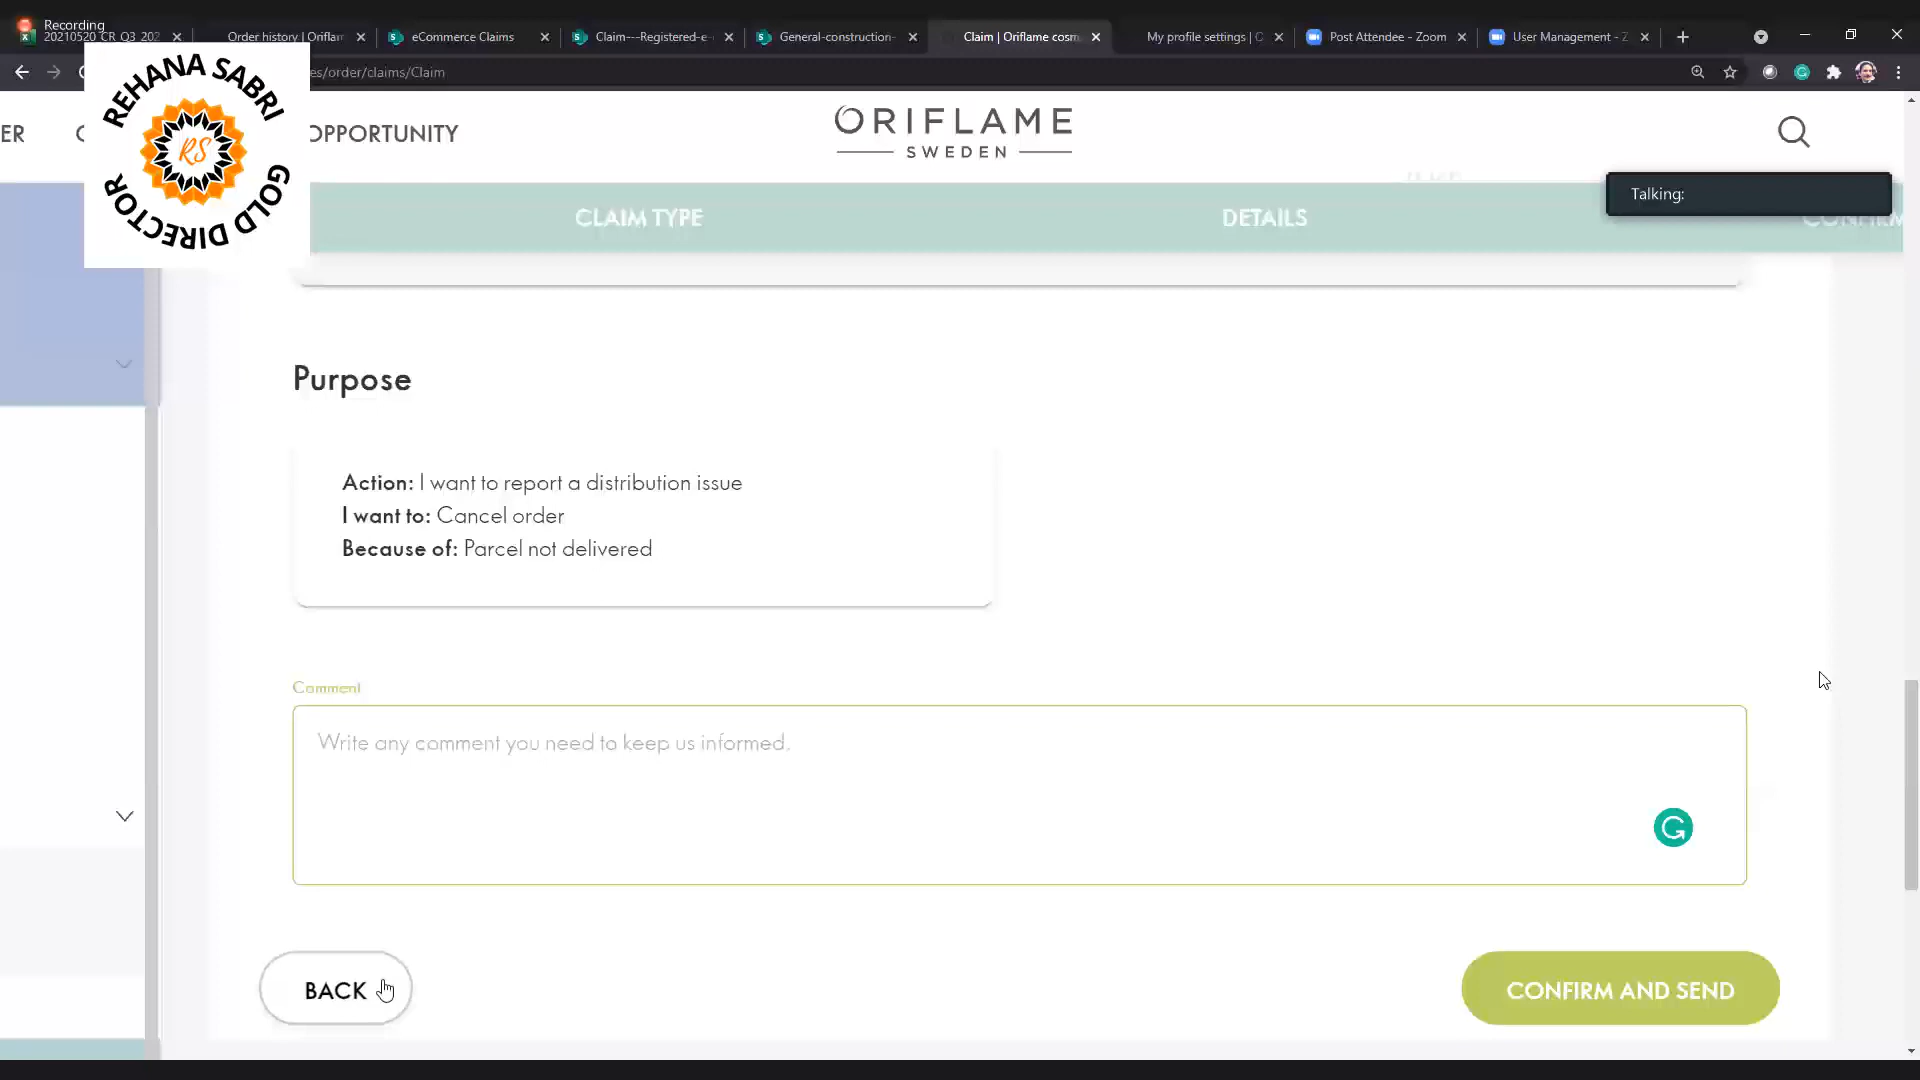 Recording
20210520_CR_Q3_202
Order history | Oriflam
eCommerce Claims
Claim---Registered-e-
General-construction-
Claim | Oriflame cosm
My profile settings | O
Post Attendee - Zoom
User Management - Z
es/order/claims/Claim
REHANA SABRI
RS
GOLD DIRECTOR
ER
OPPORTUNITY
ORIFLAME
SWEDEN
Talking:
CLAIM TYPE
DETAILS
CONFIRM
Purpose
Action: I want to report a distribution issue
I want to: Cancel order
Because of: Parcel not delivered
Comment
Write any comment you need to keep us informed.
BACK
CONFIRM AND SEND